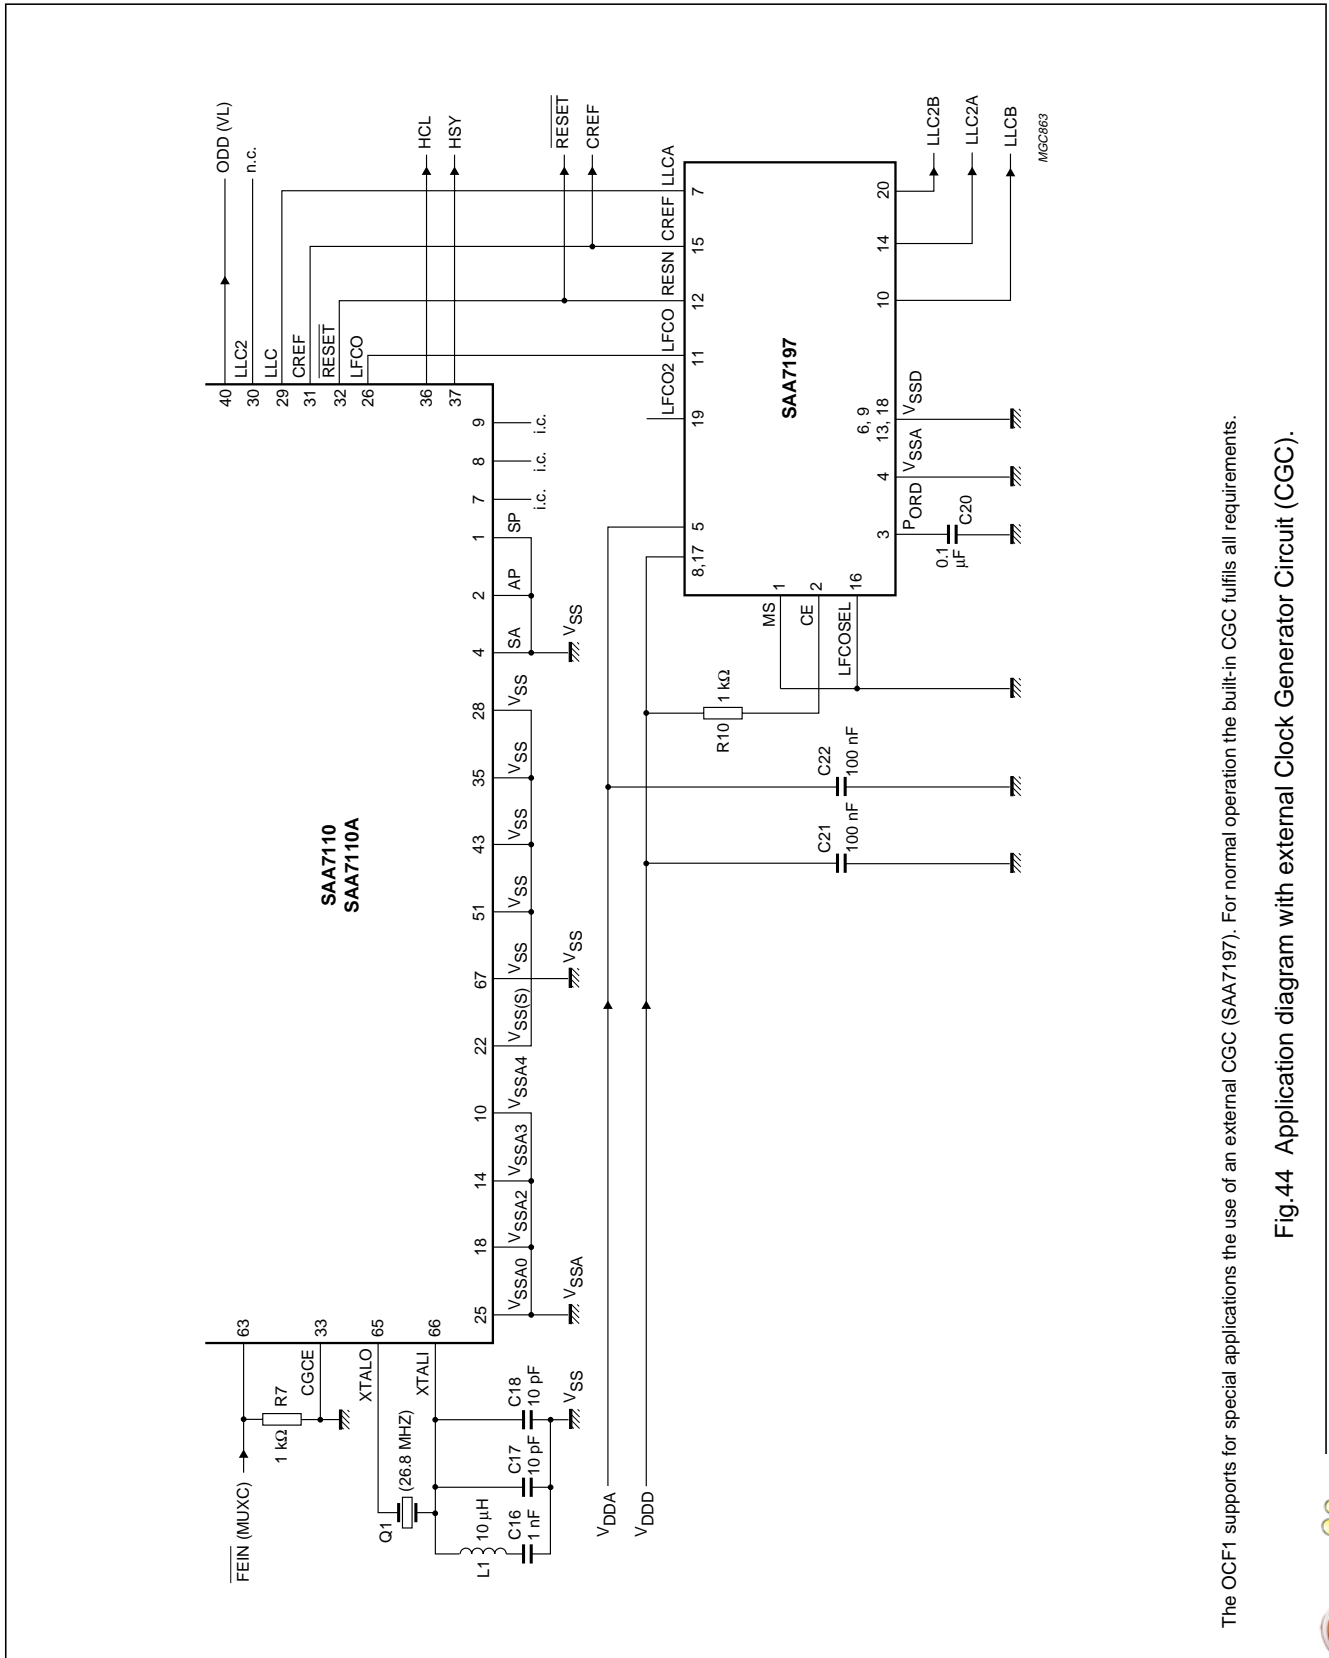 SAA7110
SAA7110A
FEIN (MUXC)
63
R7
1 kΩ
CGCE
33
XTALO
65
Q1
(26.8 MHZ)
XTALI
66
L1
10 µH
C16
1 nF
C17
10 pF
C18
10 pF
VSS
25
VSSA0
18
VSSA2
14
VSSA3
10
VSSA4
VSSA
22
VSS(S)
67
VSS
VSS
51
VSS
43
VSS
35
VSS
28
VSS
4
SA
2
AP
1
SP
VSS
7
i.c.
8
i.c.
9
i.c.
40
ODD (VL)
30
LLC2
n.c.
29
LLC
31
CREF
32
RESET
26
LFCO
36
HCL
37
HSY
RESET
CREF
VDDA
VDDD
C21
100 nF
C22
100 nF
R10
1 kΩ
SAA7197
MS
1
CE
2
LFCOSEL
16
8,17
5
19
LFCO2
11
LFCO
12
RESN
15
CREF
7
LLCA
3
PORD
0.1
µF
C20
4
VSSA
6, 9
13, 18
VSSD
10
14
20
LLC2B
LLC2A
LLCB
MGC863
The OCF1 supports for special applications the use of an external CGC (SAA7197). For normal operation the built-in CGC fulfils all requirements.
Fig.44 Application diagram with external Clock Generator Circuit (CGC).